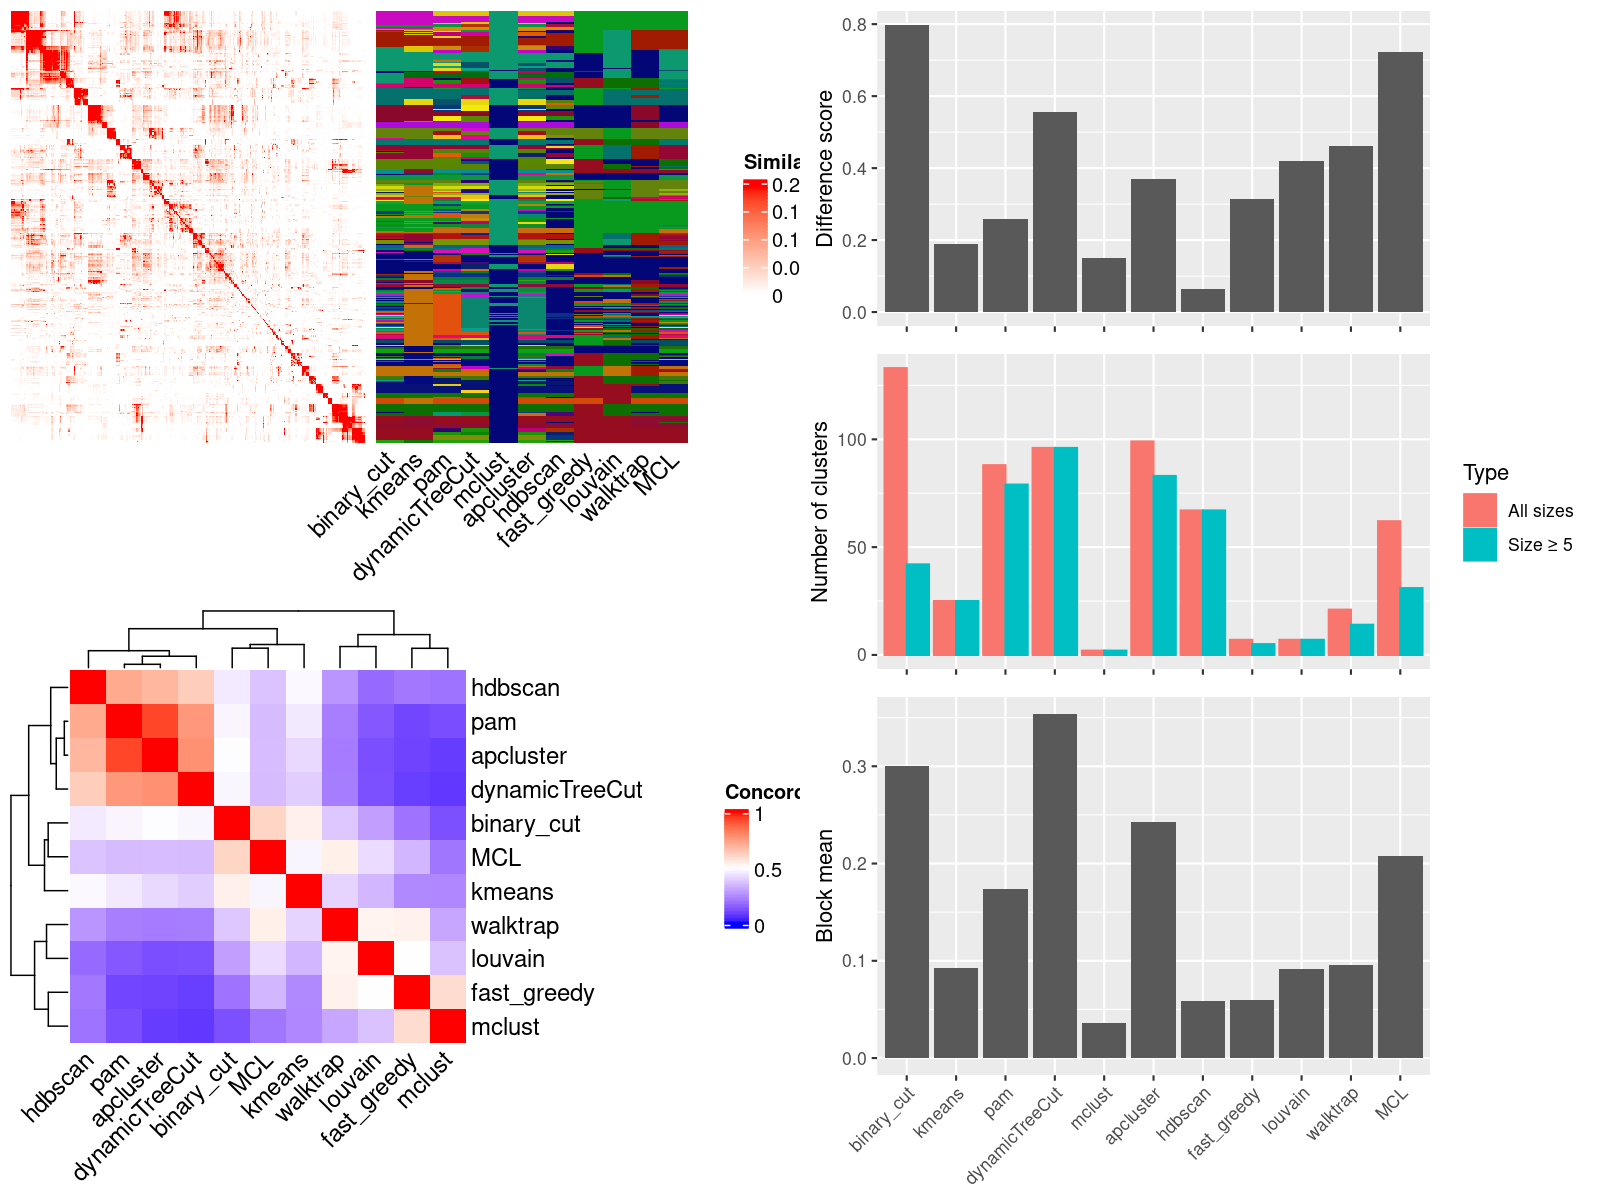 Simila
0.2
0.1
0.1
0.0
0
binary_cut
kmeans
pam
dynamicTreeCut
mclust
apcluster
hdbscan
fast_greedy
louvain
walktrap
MCL
hdbscan
pam
apcluster
dynamicTreeCut
binary_cut
MCL
kmeans
walktrap
louvain
fast_greedy
mclust
hdbscan
pam
apcluster
dynamicTreeCut
binary_cut
MCL
kmeans
walktrap
louvain
fast_greedy
mclust
Concord
1
0.5
0
Difference score
0.8
0.6
0.4
0.2
0.0
Number of clusters
100
50
0
Type
All sizes
Size ≥ 5
Block mean
0.3
0.2
0.1
0.0
binary_cut
kmeans
pam
dynamicTreeCut
mclust
apcluster
hdbscan
fast_greedy
louvain
walktrap
MCL